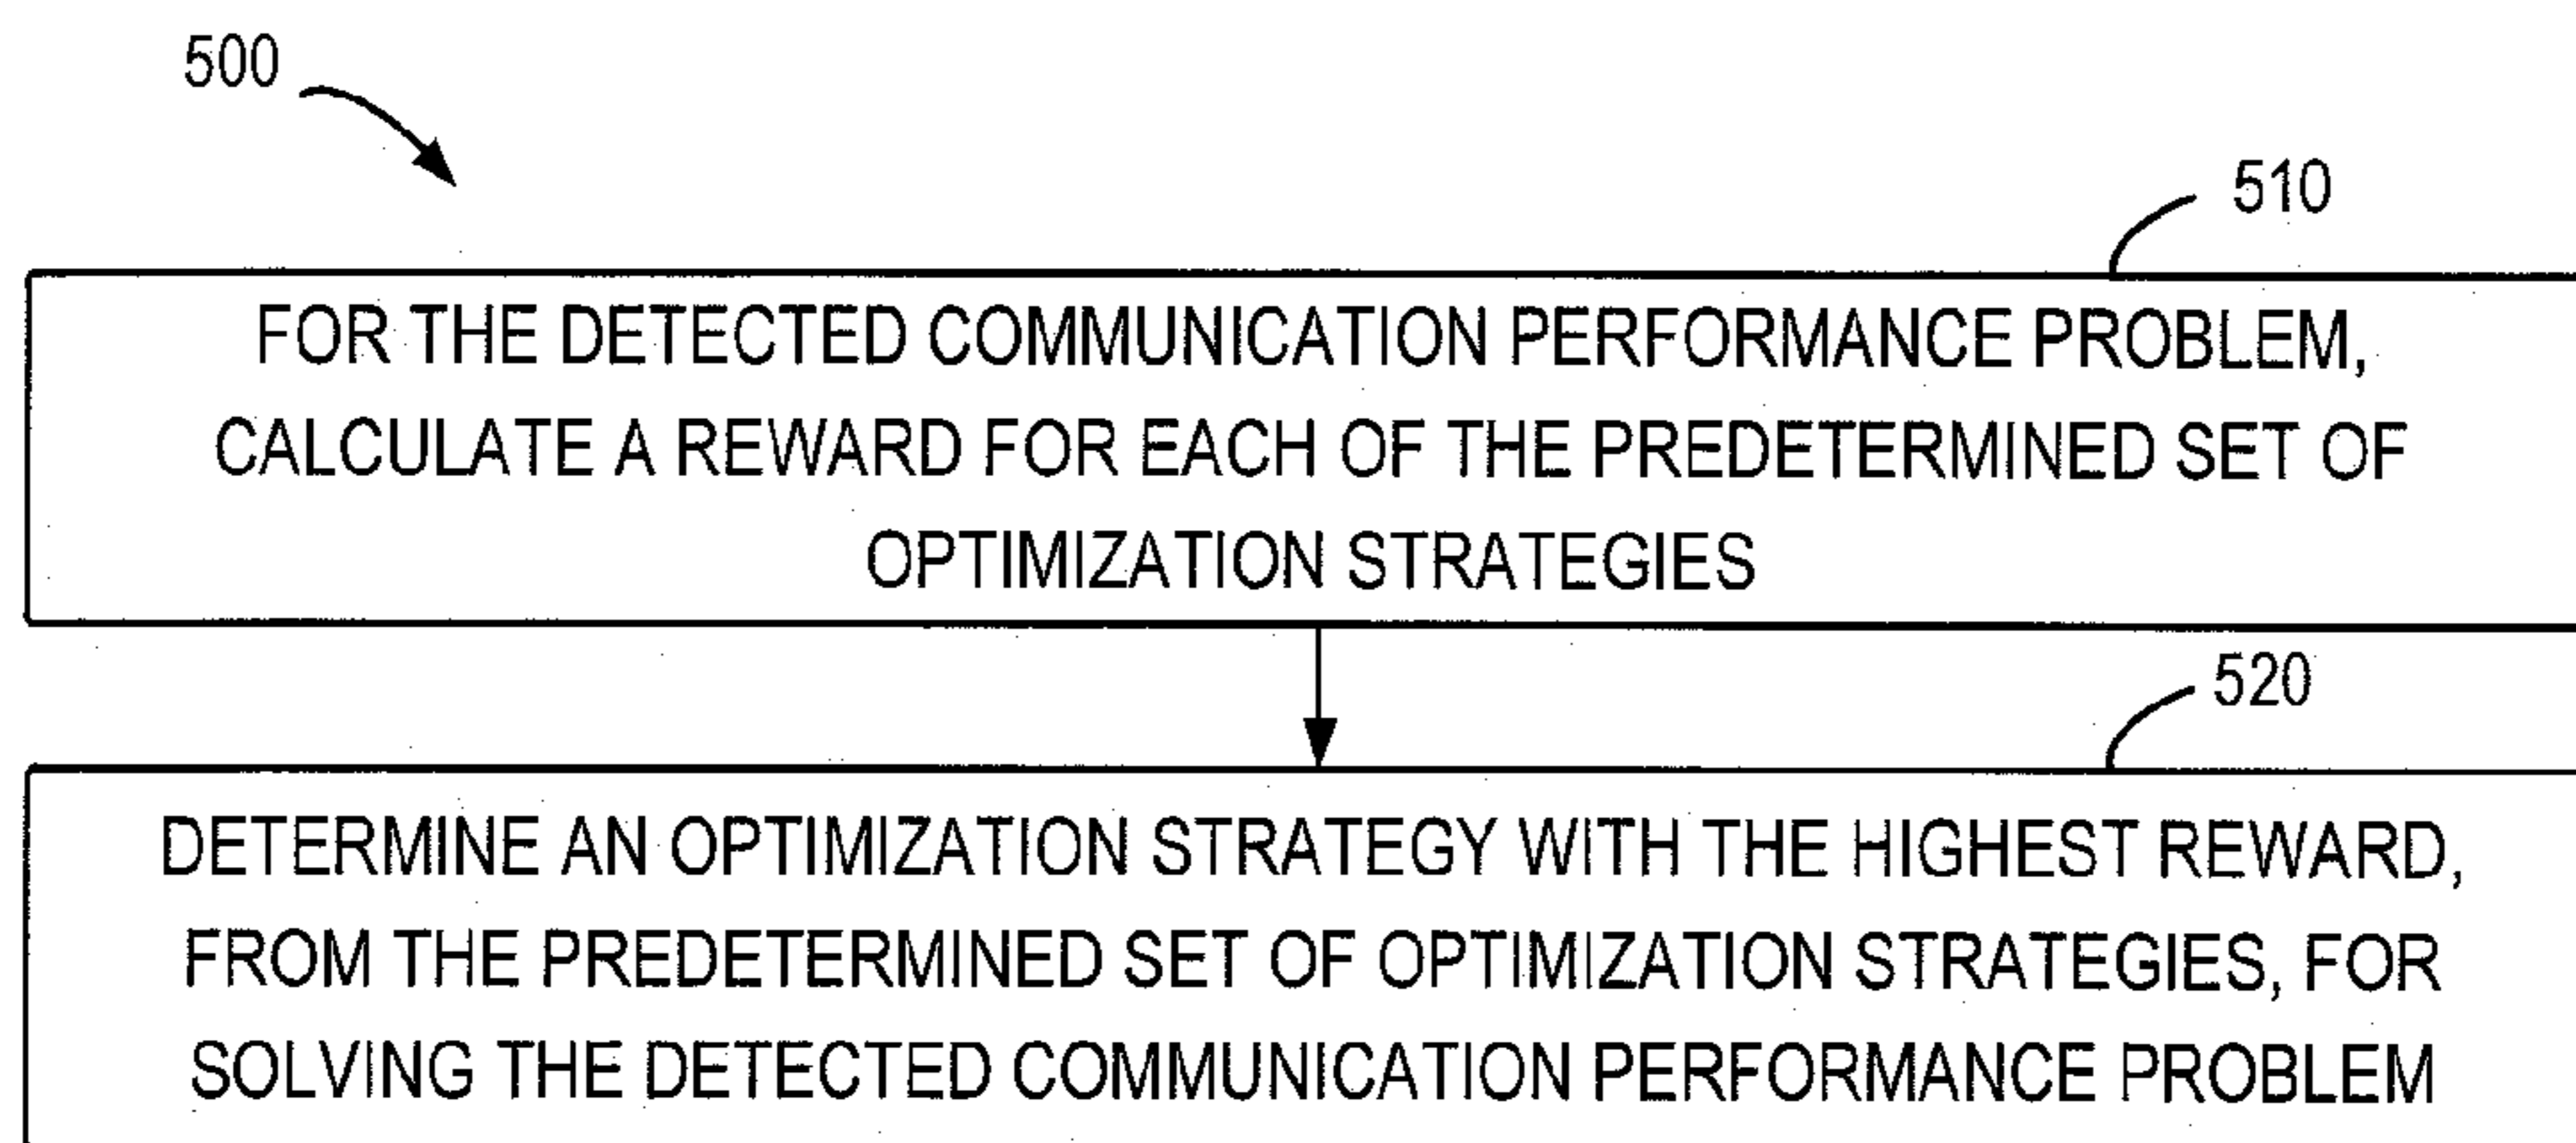 500
510
FOR THE DETECTED COMMUNICATION PERFORMANCE PROBLEM,
CALCULATE A REWARD FOR EACH OF THE PREDETERMINED SET OF
OPTIMIZATION STRATEGIES
520
DETERMINE AN OPTIMIZATION STRATEGY WITH THE HIGHEST REWARD,
FROM THE PREDETERMINED SET OF OPTIMIZATION STRATEGIES, FOR
SOLVING THE DETECTED COMMUNICATION PERFORMANCE PROBLEM